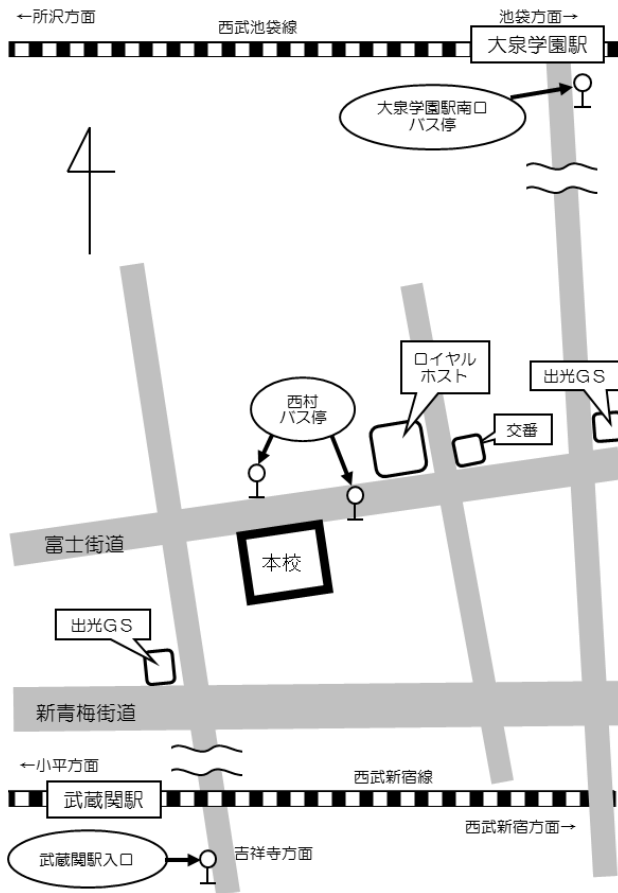 ←所沢方面
西武池袋線
池袋方面→
大泉学園駅
大泉学園駅南口
バス停
ロイヤル
ホスト
出光GS
西村
バス停
交番
富士街道
本校
出光GS
新青梅街道
←小平方面
西武新宿線
武蔵関駅
西武新宿方面→
武蔵関駅入口
吉祥寺方面